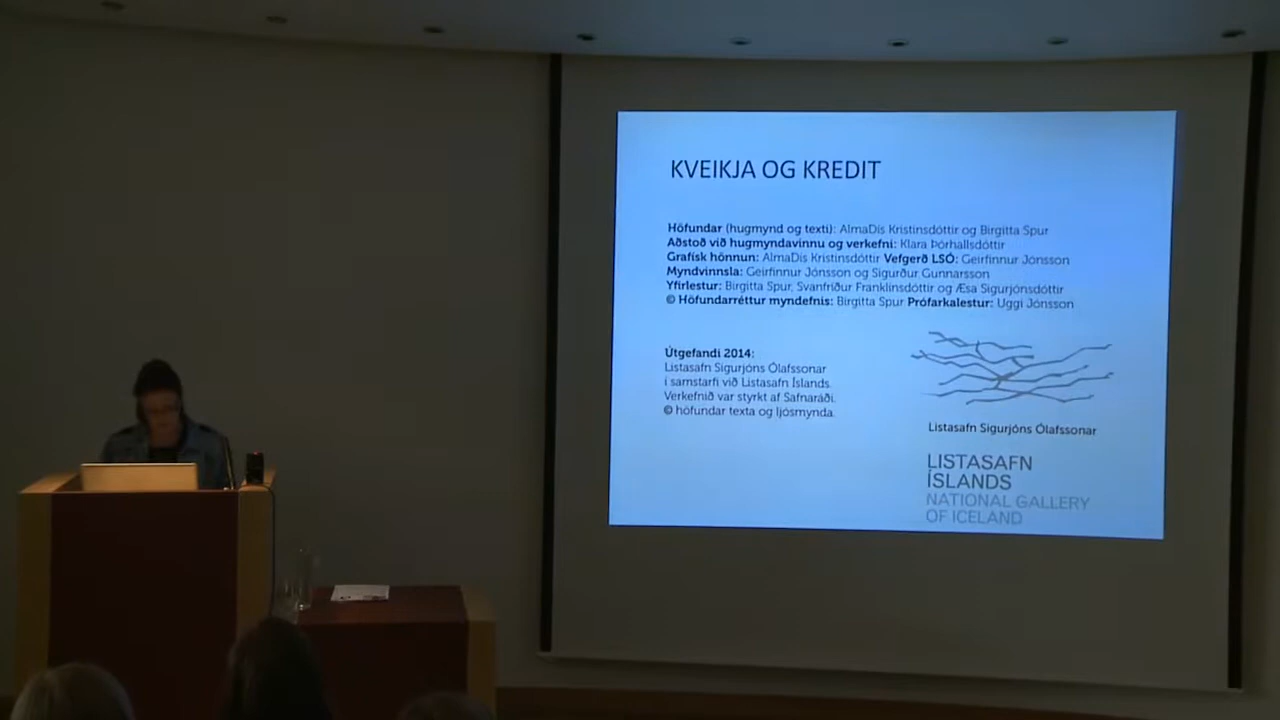 KVEIKJA OG KREDIT
Höfundar (hugmynd og texti): AlmaDís Kristinsdóttir og Birgitta Spur
Aðstoð við hugmyndavinnu og verkefni: Klara Þórhallsdóttir
Grafísk hönnun: AlmaDís Kristinsdóttir Vefgerð LSÓ: Geirfinnur Jónsson
Myndvinnsla: Geirfinnur Jónsson og Sigurður Gunnarsson
Yfirlestur: Birgitta Spur, Svanfríður Franklínsdóttir og Æsa Sigurjónsdóttir
© Höfundarréttur myndefnis: Birgitta Spur Prófarkalestur: Uggi Jónsson
Útgefandi 2014:
Listasafn Sigurjóns Ólafssonar
í samstarfi við Listasafn Íslands.
Verkefnið var styrkt af Safnaráði.
© höfundar texta og ljósmynda.
Listasafn Sigurjóns Ólafssonar
LISTASAFN
ÍSLANDS
NATIONAL GALLERY
OF ICELAND